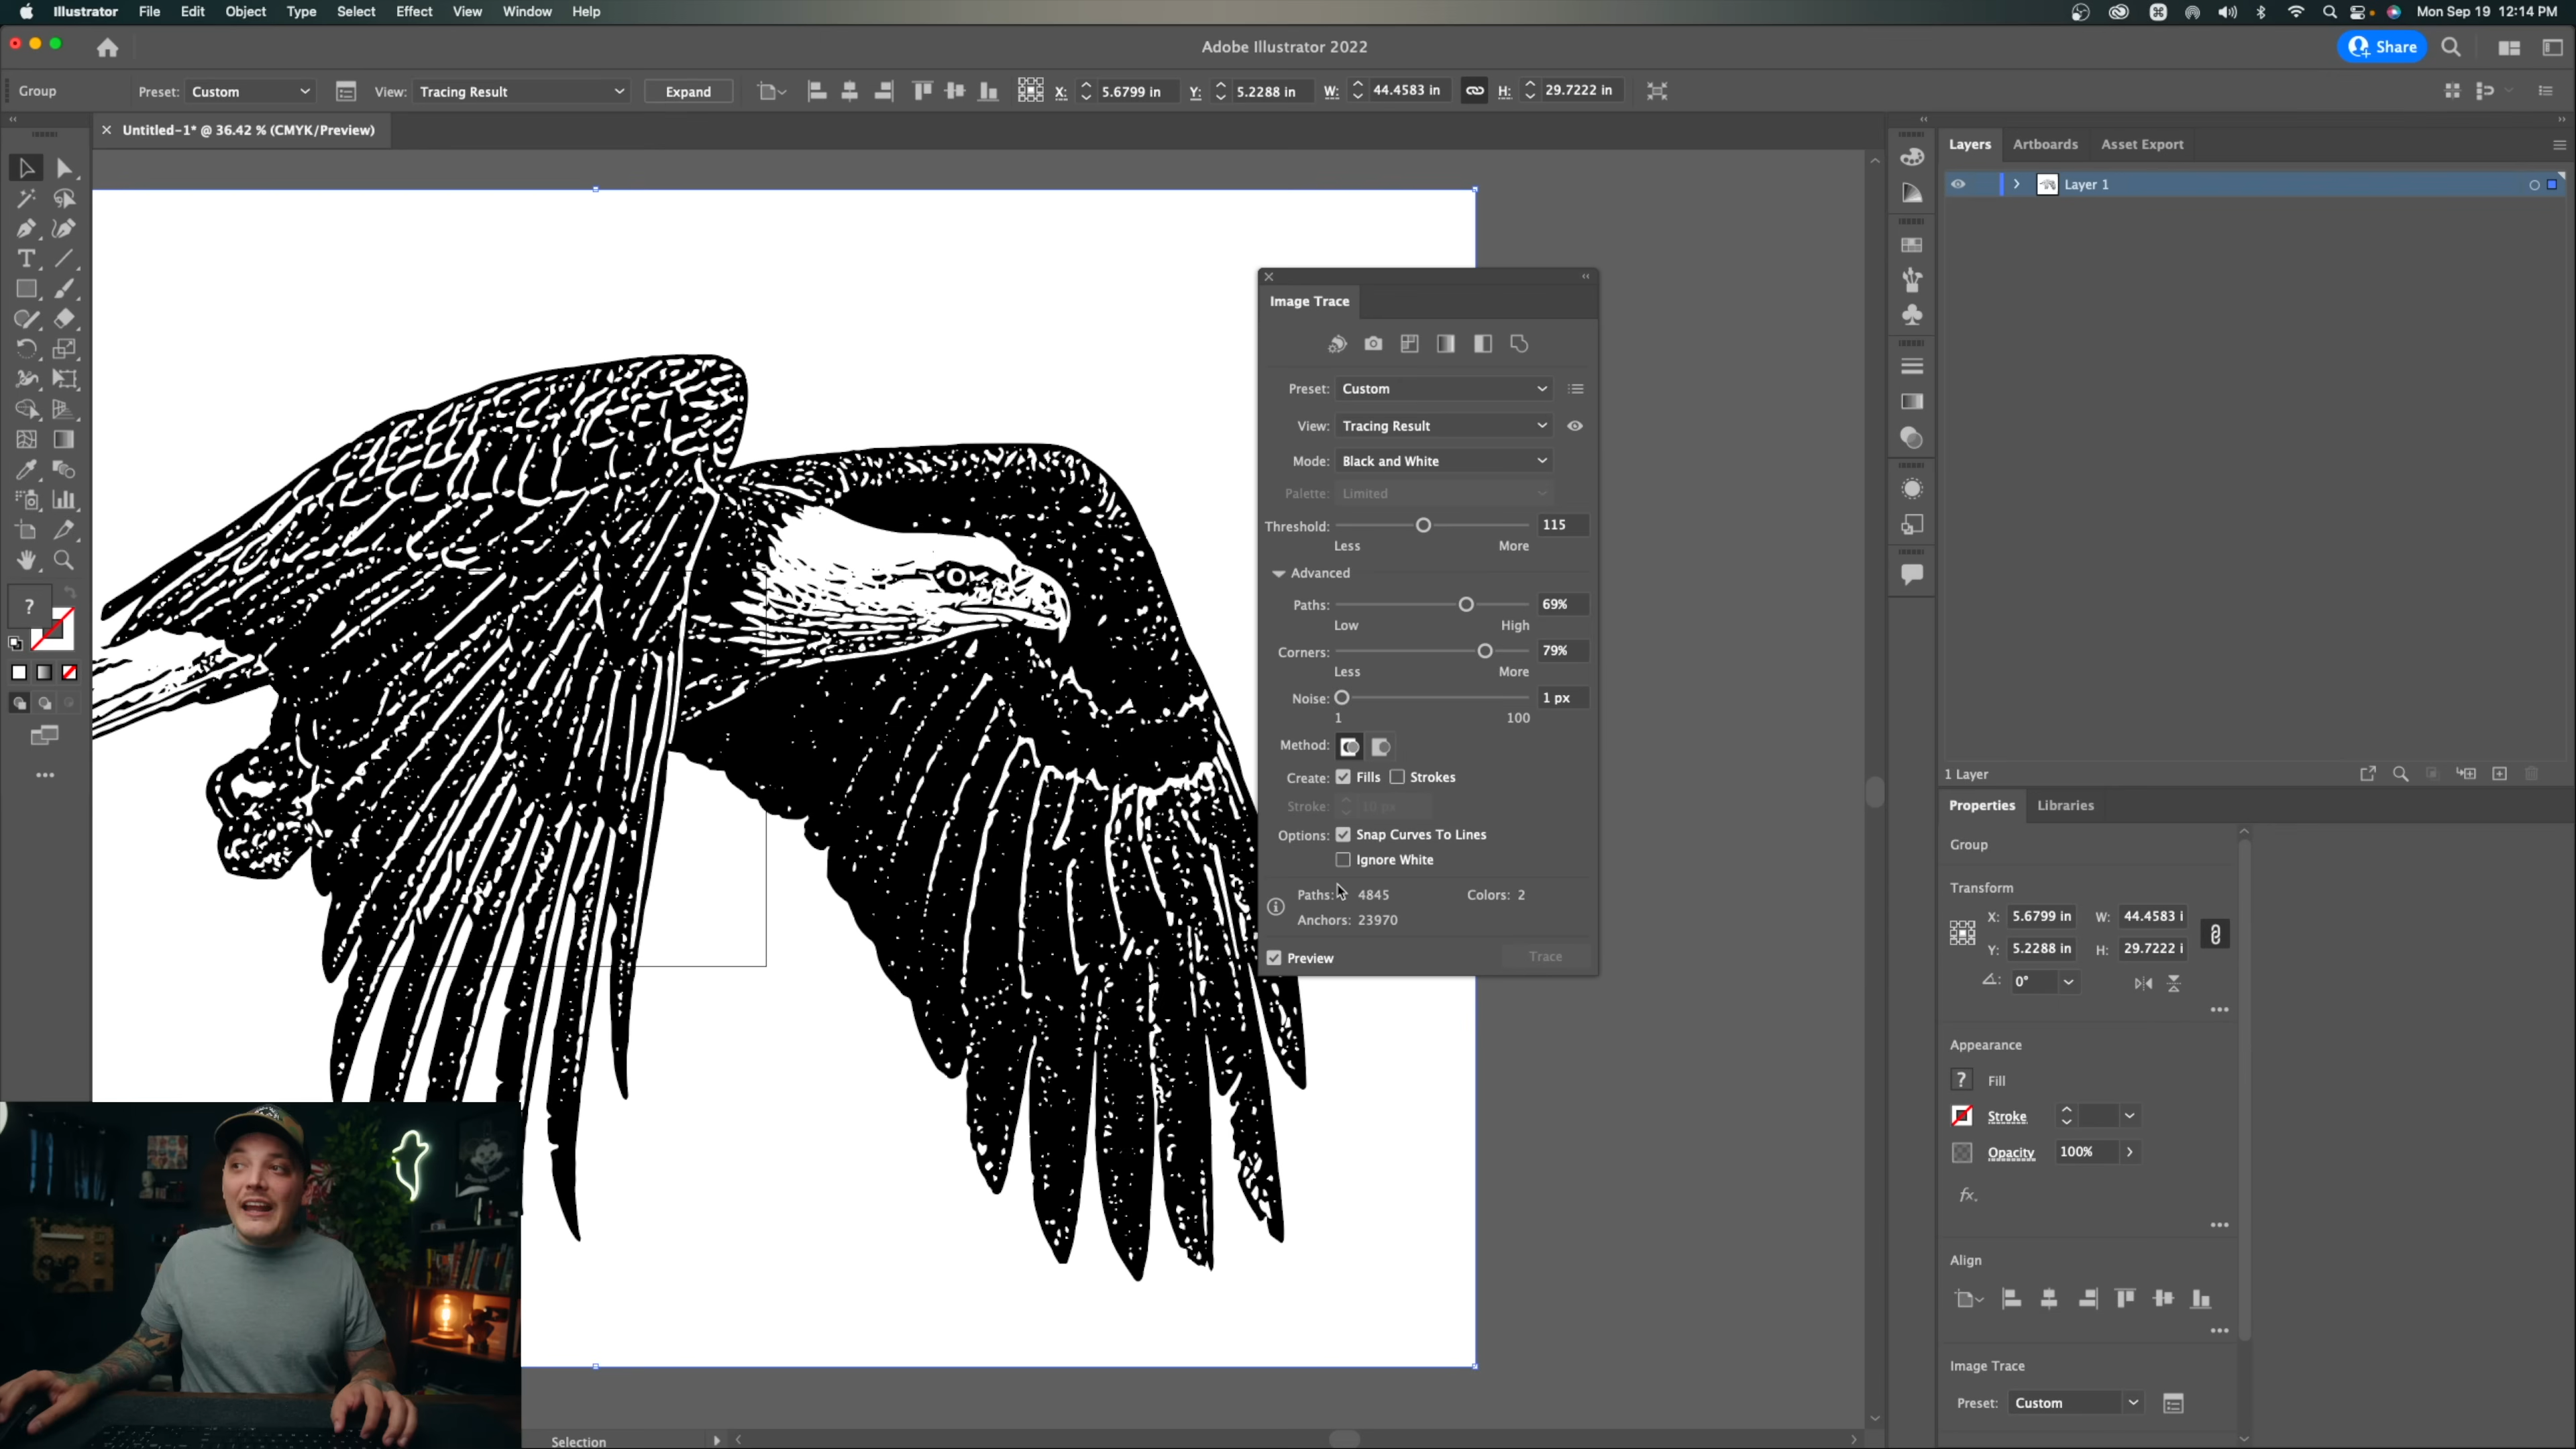 Illustrator File Edit Object Type Select Effect View Window Help
Mon Sep 19 12:14 PM
Adobe Illustrator 2022
Share
Group
Preset: Custom
View: Tracing Result
Expand
X: 5.6799 in
Y: 5.2288 in
W: 44.4583 in
H: 29.7222 in
Untitled-1* @ 36.42 % (CMYK/Preview)
Image Trace
Preset: Custom
View: Tracing Result
Mode: Black and White
Palette: Limited
Threshold: 115
Less More
Advanced
Paths: 69%
Low High
Corners: 79%
Less More
Noise: 1 px
1 100
Method:
Create: Fills Strokes
Stroke: 10 px
Options: Snap Curves To Lines
Ignore White
Paths: 4845 Colors: 2
Anchors: 23970
Preview
Trace
Layers Artboards Asset Export
Layer 1
1 Layer
Properties Libraries
Group
Transform
X: 5.6799 in W: 44.4583 i
Y: 5.2288 in H: 29.7222 i
0°
Appearance
? Fill
Stroke
Opacity 100%
fx.
Align
Image Trace
Preset: Custom
?
Selection